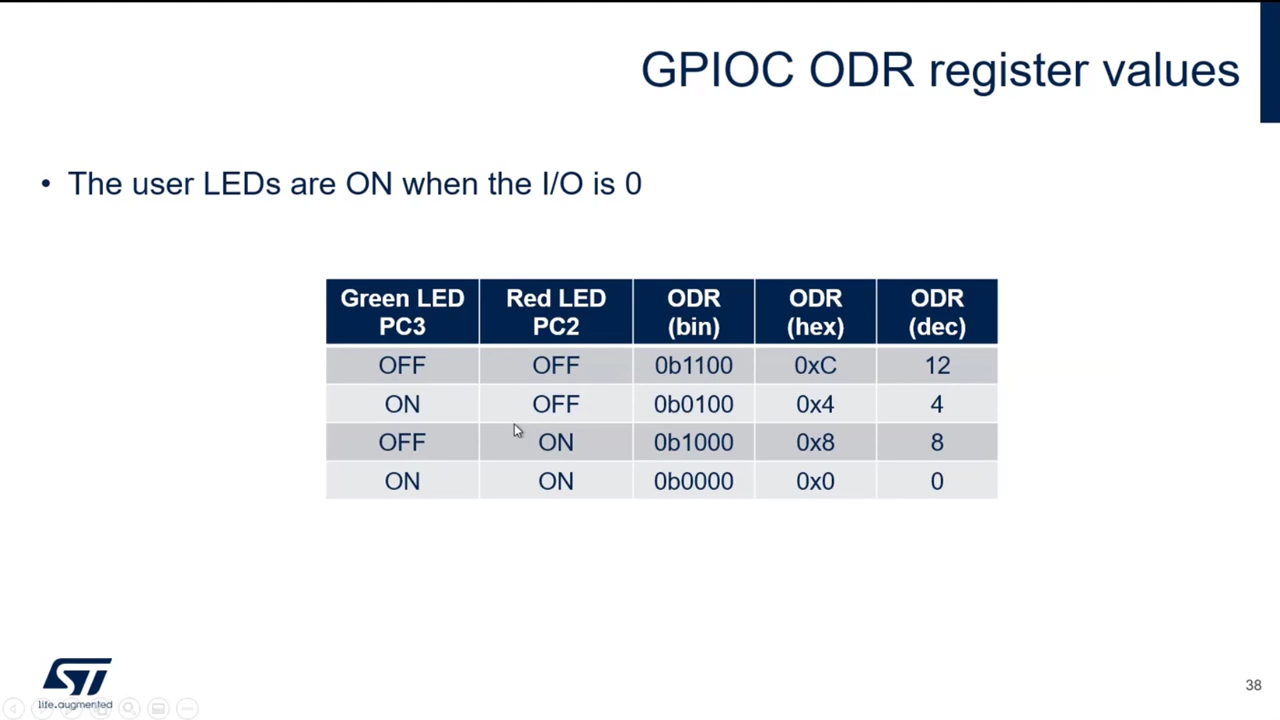 GPIOC ODR register values
• The user LEDs are ON when the I/O is 0
Green LED PC3 Red LED PC2 ODR (bin) ODR (hex) ODR (dec)
OFF OFF 0b1100 0xC 12
ON OFF 0b0100 0x4 4
OFF ON 0b1000 0x8 8
ON ON 0b0000 0x0 0
ST
life.augmented
38